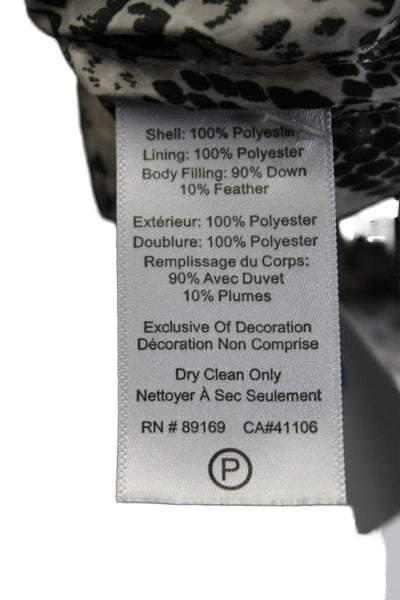 Shell: 100% Polyester
Lining: 100% Polyester
Body Filling: 90% Down
10% Feather
Extérieur: 100% Polyester
Doublure: 100% Polyester
Remplissage du Corps:
90% Avec Duvet
10% Plumes
Exclusive Of Decoration
Décoration Non Comprise
Dry Clean Only
Nettoyer À Sec Seulement
RN # 89169 CA#41106
P